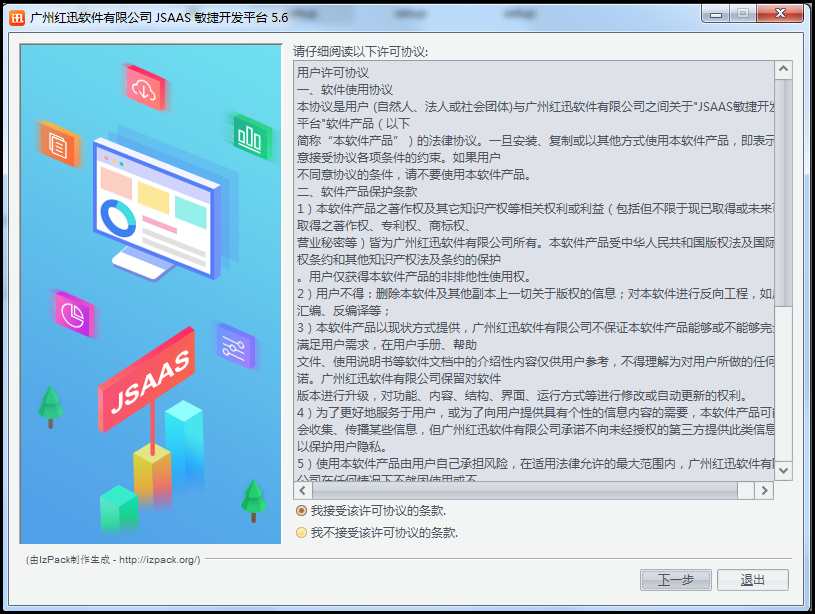 广州红迅软件有限公司 JSAAS 敏捷开发平台 5.6
请仔细阅读以下许可协议:
用户许可协议
一、软件使用协议
本协议是用户 (自然人、法人或社会团体)与广州红迅软件有限公司之间关于"JSAAS敏捷开发
平台"软件产品（以下
简称“本软件产品”）的法律协议。一旦安装、复制或以其他方式使用本软件产品，即表示
意接受协议各项条件的约束。如果用户
不同意协议的条件，请不要使用本软件产品。
二、软件产品保护条款
1）本软件产品之著作权及其它知识产权等相关权利或利益（包括但不限于现已取得或未来可
取得之著作权、专利权、商标权、
营业秘密等）皆为广州红迅软件有限公司所有。本软件产品受中华人民共和国版权法及国际
权条约和其他知识产权法及条约的保护
。用户仅获得本软件产品的非排他性使用权。
2）用户不得：删除本软件及其他副本上一切关于版权的信息；对本软件进行反向工程，如反
汇编、反编译等；
3）本软件产品以现状方式提供，广州红迅软件有限公司不保证本软件产品能够或不能够完全
满足用户需求，在用户手册、帮助
文件、使用说明书等软件文档中的介绍性内容仅供用户参考，不得理解为对用户所做的任何
诺。广州红迅软件有限公司保留对软件
版本进行升级，对功能、内容、结构、界面、运行方式等进行修改或自动更新的权利。
4）为了更好地服务于用户，或为了向用户提供具有个性的信息内容的需要，本软件产品可能
会收集、传播某些信息，但广州红迅软件有限公司承诺不向未经授权的第三方提供此类信息
以保护用户隐私。
5）使用本软件产品由用户自己承担风险，在适用法律允许的最大范围内，广州红迅软件有限
公司在任何情况下不就因使用或不
JSAAS
我接受该许可协议的条款.
我不接受该许可协议的条款.
(由IzPack制作生成 - http://izpack.org/)
下一步
退出